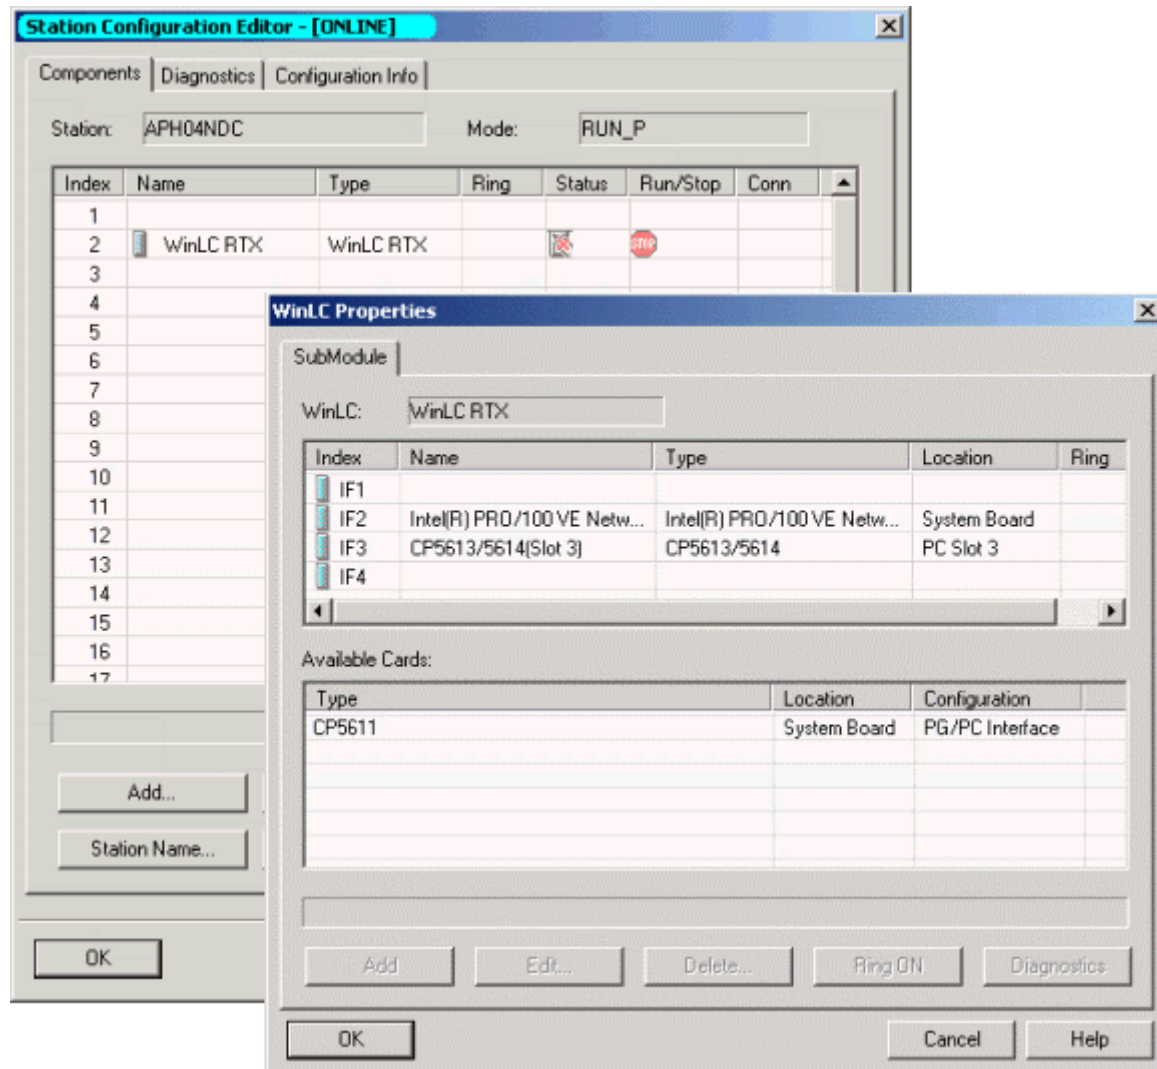 Station Configuration Editor - [ONLINE]
Components Diagnostics Configuration Info
Station: APH04NDC Mode: RUN_P
Index Name Type Ring Status Run/Stop Conn
1
2 WinLC RTX WinLC RTX STOP
3
4
5
6
7
8
9
10
11
12
13
14
15
16
17
Add...
Station Name...
OK
WinLC Properties
SubModule
WinLC: WinLC RTX
Index Name Type Location Ring
IF1
IF2 Intel(R) PRO/100 VE Netw... Intel(R) PRO/100 VE Netw... System Board
IF3 CP5613/5614(Slot 3) CP5613/5614 PC Slot 3
IF4
Available Cards:
Type Location Configuration
CP5611 System Board PG/PC Interface
Add Edit... Delete... Ring ON Diagnostics
OK Cancel Help